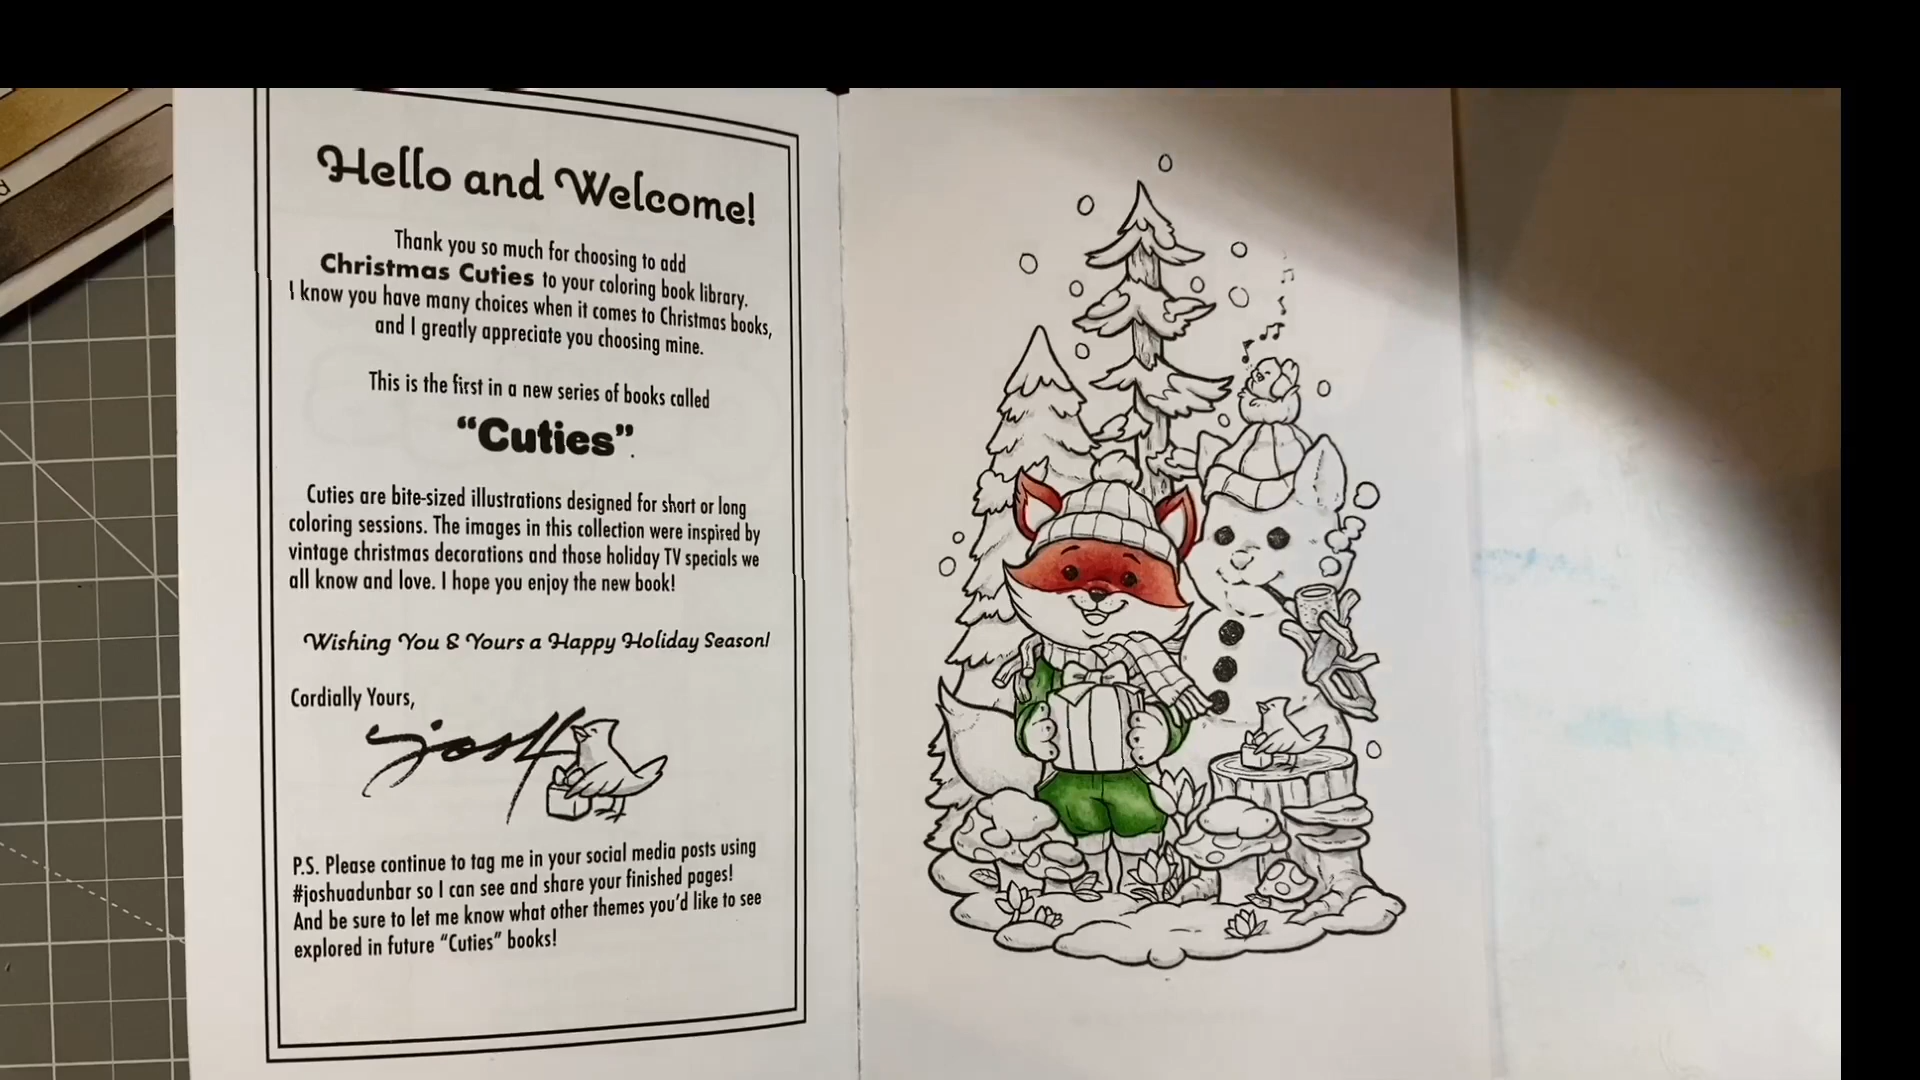 Hello and Welcome!
Thank you so much for choosing to add
Christmas Cuties to your coloring book library.
I know you have many choices when it comes to Christmas books,
and I greatly appreciate you choosing mine.
This is the first in a new series of books called
“Cuties”.
Cuties are bite-sized illustrations designed for short or long
coloring sessions. The images in this collection were inspired by
vintage christmas decorations and those holiday TV specials we
all know and love. I hope you enjoy the new book!
Wishing You & Yours a Happy Holiday Season!
Cordially Yours,
josh
P.S. Please continue to tag me in your social media posts using
#joshuadunbar so I can see and share your finished pages!
And be sure to let me know what other themes you’d like to see
explored in future “Cuties” books!